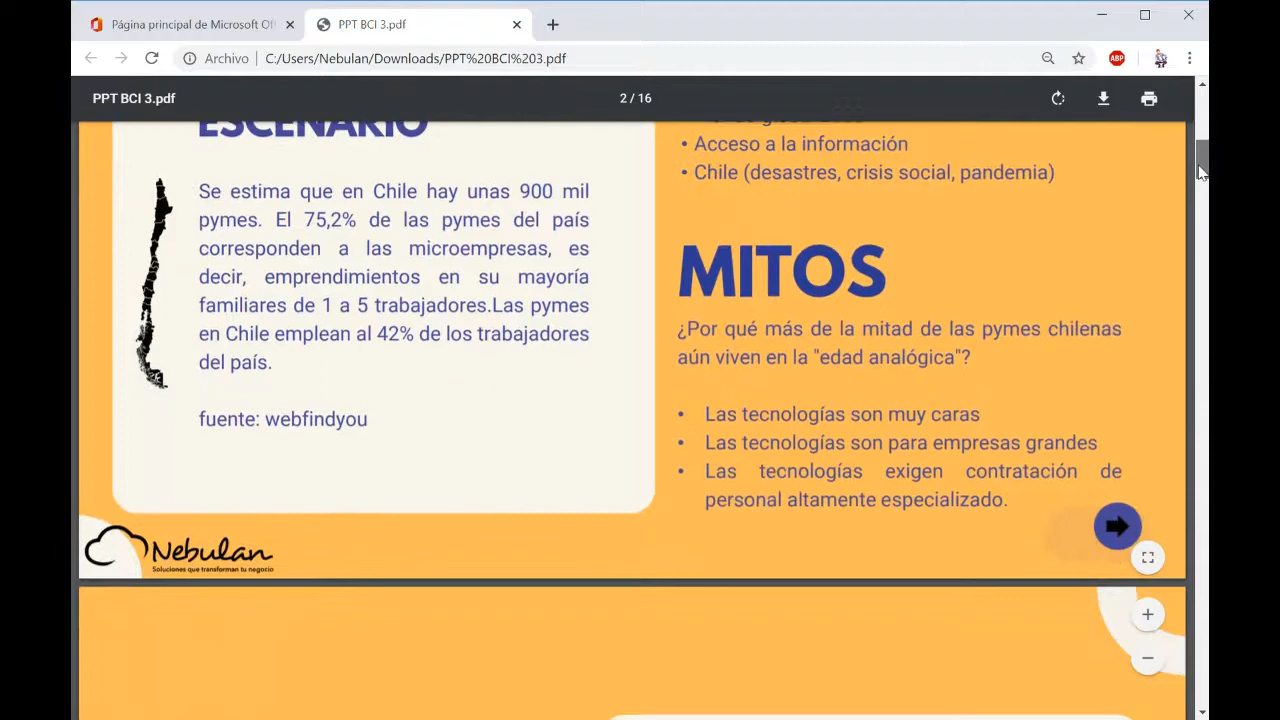 Página principal de Microsoft Of
PPT BCI 3.pdf
Archivo
C:/Users/Nebulan/Downloads/PPT%20BCI%203.pdf
ABP
PPT BCI 3.pdf
2 / 16
ESCENARIO
Se estima que en Chile hay unas 900 mil
pymes. El 75,2% de las pymes del país
corresponden a las microempresas, es
decir, emprendimientos en su mayoría
familiares de 1 a 5 trabajadores.Las pymes
en Chile emplean al 42% de los trabajadores
del país.
fuente: webfindyou
• Acceso a la información
• Chile (desastres, crisis social, pandemia)
MITOS
¿Por qué más de la mitad de las pymes chilenas
aún viven en la "edad analógica"?
• Las tecnologías son muy caras
• Las tecnologías son para empresas grandes
• Las tecnologías exigen contratación de
personal altamente especializado.
Nebulan
Soluciones que transforman tu negocio